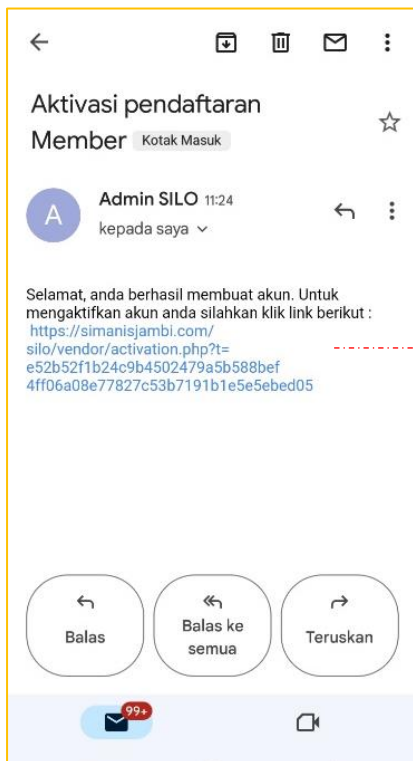 Aktivasi pendaftaran
Member Kotak Masuk
A
Admin SILO 11:24
kepada saya
Selamat, anda berhasil membuat akun. Untuk
mengaktifkan akun anda silahkan klik link berikut :
https://simanisjambi.com/
silo/vendor/activation.php?t=
e52b52f1b24c9b4502479a5b588bef
4ff06a08e77827c53b7191b1e5e5ebed05
Balas
Balas ke
semua
Teruskan
99+